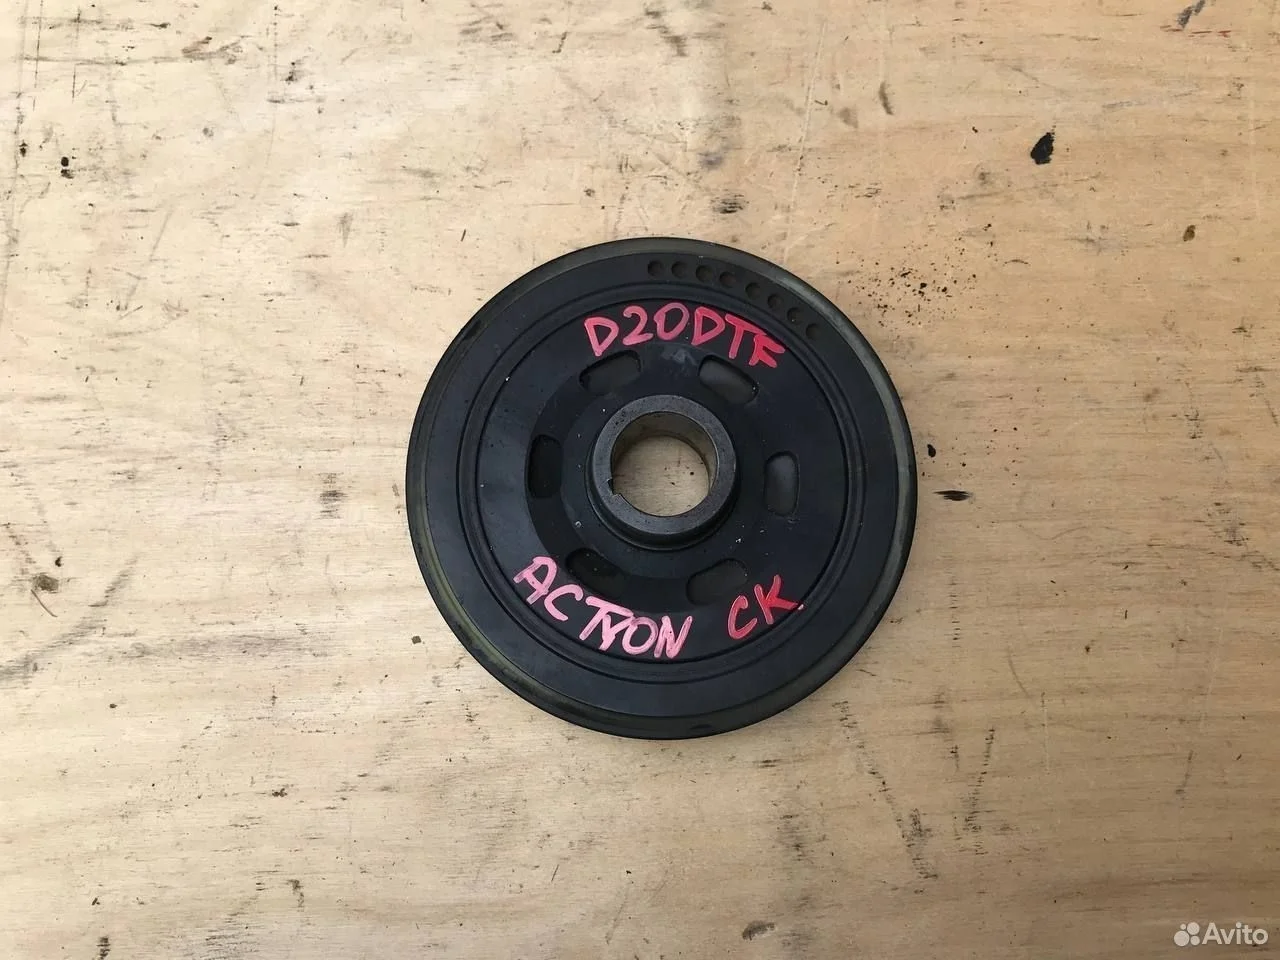 D20DTF
ACTYON CK.
Avito